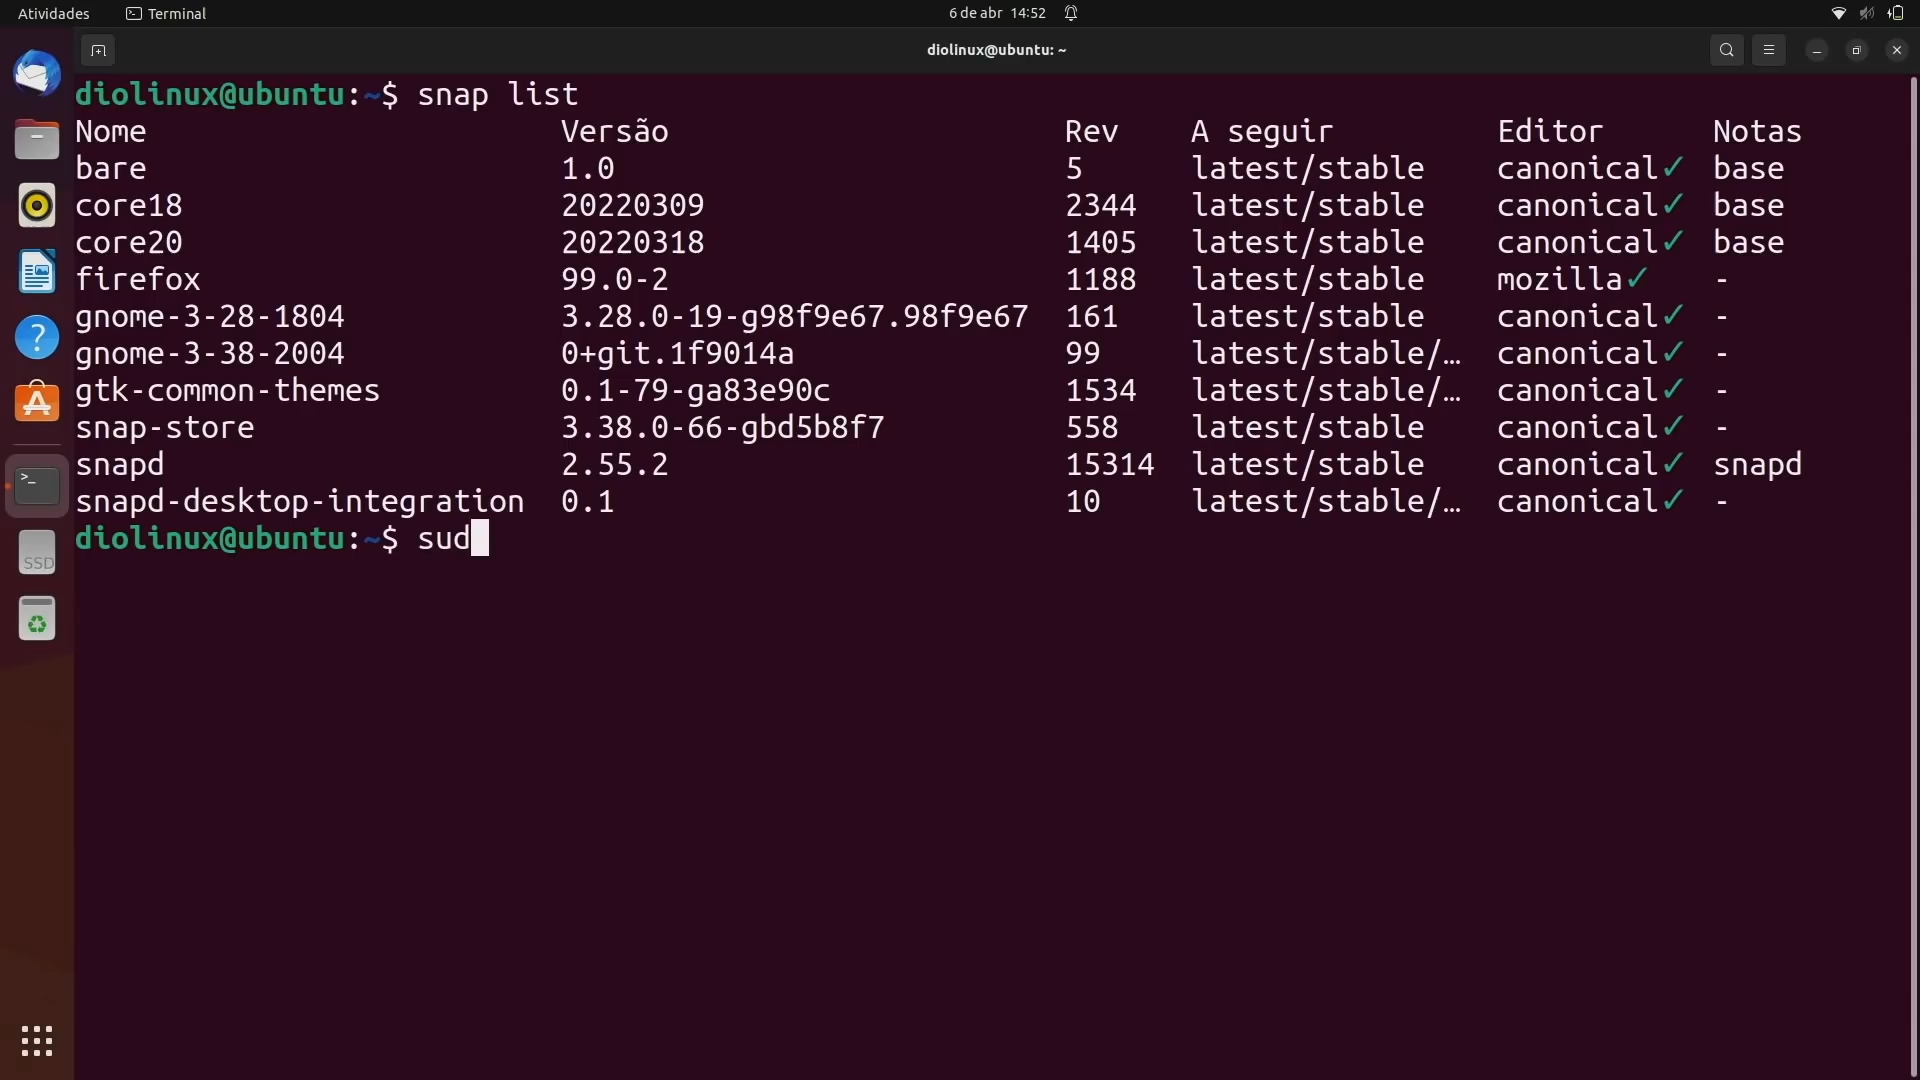 Atividades Terminal 6 de abr 14:52
diolinux@ubuntu: ~
diolinux@ubuntu:~$ snap list
Nome Versão Rev A seguir Editor Notas
bare 1.0 5 latest/stable canonical✓ base
core18 20220309 2344 latest/stable canonical✓ base
core20 20220318 1405 latest/stable canonical✓ base
firefox 99.0-2 1188 latest/stable mozilla✓ -
gnome-3-28-1804 3.28.0-19-g98f9e67.98f9e67 161 latest/stable canonical✓ -
gnome-3-38-2004 0+git.1f9014a 99 latest/stable/… canonical✓ -
gtk-common-themes 0.1-79-ga83e90c 1534 latest/stable/… canonical✓ -
snap-store 3.38.0-66-gbd5b8f7 558 latest/stable canonical✓ -
snapd 2.55.2 15314 latest/stable canonical✓ snapd
snapd-desktop-integration 0.1 10 latest/stable/… canonical✓ -
diolinux@ubuntu:~$ sud
SSD